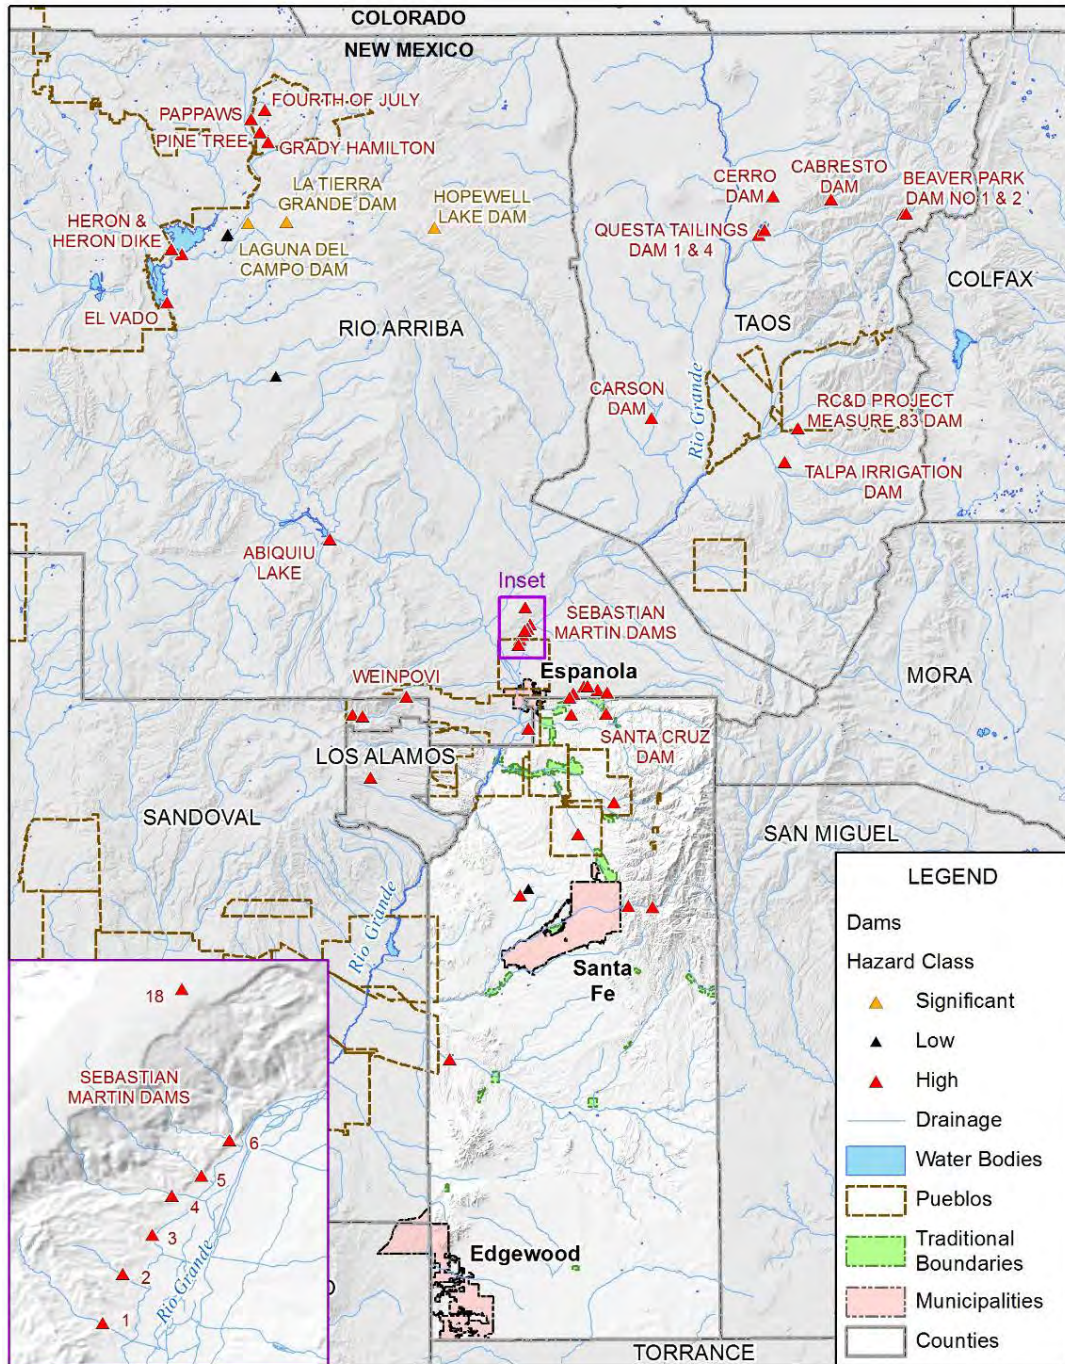 COLORADO
NEW MEXICO
FOURTH OF JULY
PAPPAWS
PINE TREE
GRADY HAMILTON
LA TIERRA
GRANDE DAM
HOPEWELL
LAKE DAM
CERRO
DAM
CABRESTO
DAM
BEAVER PARK
DAM NO 1 & 2
HERON &
HERON DIKE
LAGUNA DEL
CAMPO DAM
QUESTA TAILINGS
DAM 1 & 4
COLFAX
EL VADO
RIO ARRIBA
TAOS
CARSON
DAM
Rio Grande
RC&D PROJECT
MEASURE 83 DAM
TALPA IRRIGATION
DAM
ABIQUIU
LAKE
Inset
SEBASTIAN
MARTIN DAMS
Espanola
MORA
WEINPOVI
SANTA CRUZ
DAM
LOS ALAMOS
SANDOVAL
SAN MIGUEL
Rio Grande
Santa
Fe
18
SEBASTIAN
MARTIN DAMS
6
5
4
3
2
1
Rio Grande
Edgewood
TORRANCE
LEGEND
Dams
Hazard Class
Significant
Low
High
Drainage
Water Bodies
Pueblos
Traditional
Boundaries
Municipalities
Counties